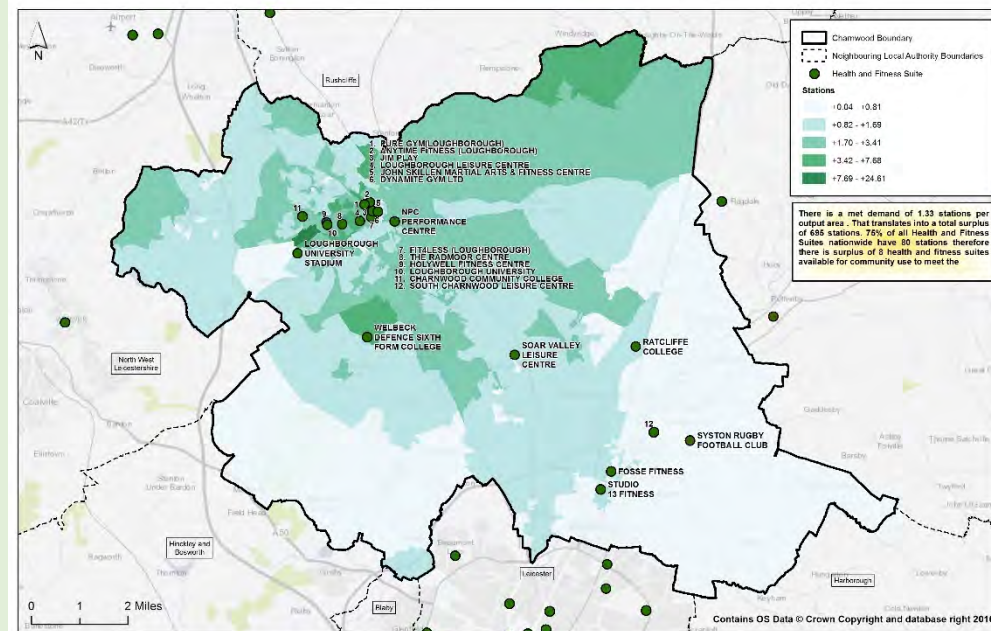 N
Rushcliffe
1. PURE GYM(LOUGHBOROUGH)
2. ANYTIME FITNESS (LOUGHBOROUGH)
3. JIM PLAY
4. LOUGHBOROUGH LEISURE CENTRE
5. JOHN SKILLEN MARTIAL ARTS & FITNESS CENTRE
6. DYNAMITE GYM LTD
NPC
PERFORMANCE
CENTRE
11
9
8
10
LOUGHBOROUGH
UNIVERSITY
STADIUM
7. FIT4LESS (LOUGHBOROUGH)
8. THE RADMOOR CENTRE
9. HOLYWELL FITNESS CENTRE
10. LOUGHBOROUGH UNIVERSITY
11. CHARNWOOD COMMUNITY COLLEGE
12. SOUTH CHARNWOOD LEISURE CENTRE
WELBECK
DEFENCE SIXTH
FORM COLLEGE
SOAR VALLEY
LEISURE
CENTRE
RATCLIFFE
COLLEGE
12
SYSTON RUGBY
FOOTBALL CLUB
FOSSE FITNESS
STUDIO
13 FITNESS
North West
Leicestershire
Hinckley and
Bosworth
Blaby
Leicester
Harborough
Charnwood Boundary
Neighbouring Local Authority Boundaries
Health and Fitness Suite
Stations
+0.04 +0.81
+0.82 - +1.69
+1.70 - +3.41
+3.42 - +7.68
+7.69 - +24.61
There is a met demand of 1.33 stations per
output area . That translates into a total surplus
of 695 stations. 75% of all Health and Fitness
Suites nationwide have 80 stations therefore
there is surplus of 8 health and fitness suites
available for community use to meet the
0 1 2 Miles
Contains OS Data © Crown Copyright and database right 2016